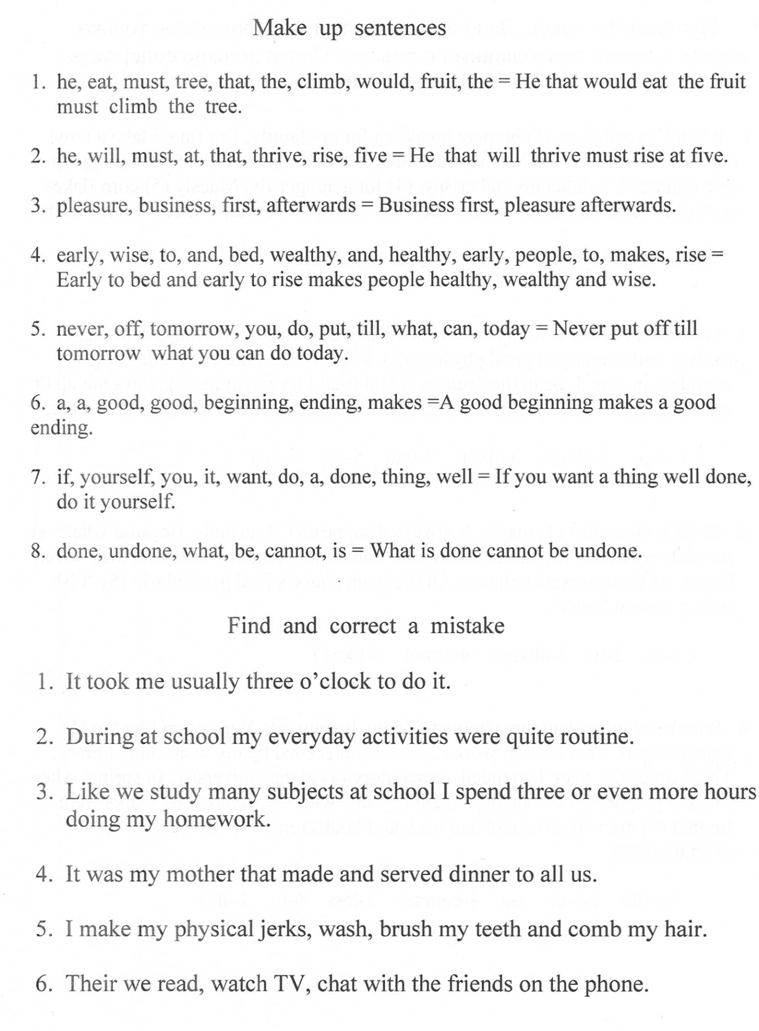 Make up sentences
1. he, eat, must, tree, that, the, climb, would, fruit, the = He that would eat the fruit
must climb the tree.
2. he, will, must, at, that, thrive, rise, five = He that will thrive must rise at five.
3. pleasure, business, first, afterwards = Business first, pleasure afterwards.
4. early, wise, to, and, bed, wealthy, and, healthy, early, people, to, makes, rise =
Early to bed and early to rise makes people healthy, wealthy and wise.
5. never, off, tomorrow, you, do, put, till, what, can, today = Never put off till
tomorrow what you can do today.
6. a, a, good, good, beginning, ending, makes =A good beginning makes a good
ending.
7. if, yourself, you, it, want, do, a, done, thing, well = If you want a thing well done,
do it yourself.
8. done, undone, what, be, cannot, is = What is done cannot be undone.
Find and correct a mistake
1. It took me usually three o’clock to do it.
2. During at school my everyday activities were quite routine.
3. Like we study many subjects at school I spend three or even more hours
doing my homework.
4. It was my mother that made and served dinner to all us.
5. I make my physical jerks, wash, brush my teeth and comb my hair.
6. Their we read, watch TV, chat with the friends on the phone.